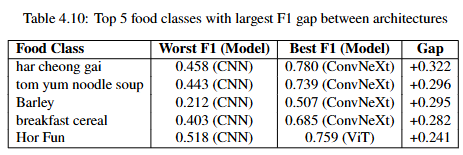 Table 4.10: Top 5 food classes with largest F1 gap between architectures
Food Class Worst F1 (Model) Best F1 (Model) Gap
har cheong gai 0.458 (CNN) 0.780 (ConvNeXt) +0.322
tom yum noodle soup 0.443 (CNN) 0.739 (ConvNeXt) +0.296
Barley 0.212 (CNN) 0.507 (ConvNeXt) +0.295
breakfast cereal 0.403 (CNN) 0.685 (ConvNeXt) +0.282
Hor Fun 0.518 (CNN) 0.759 (ViT) +0.241